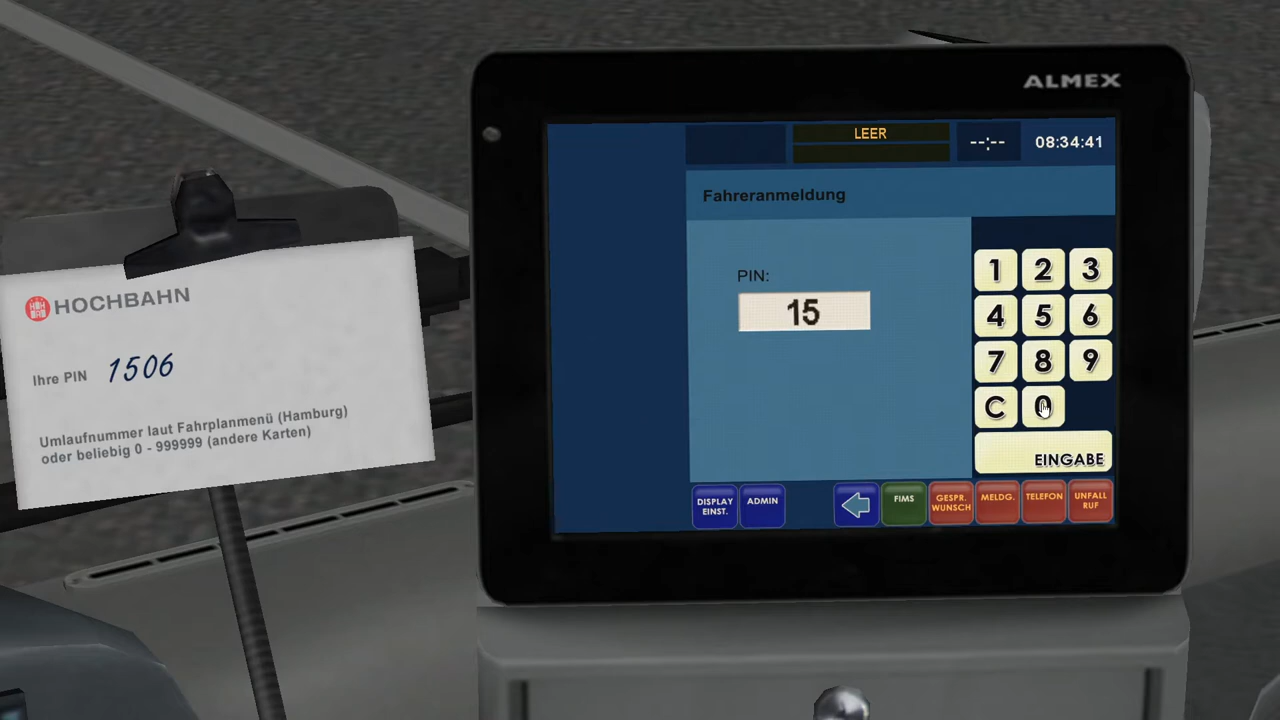 HOCHBAHN
Ihre PIN 1506
Umlaufnummer laut Fahrplanmenü (Hamburg)
oder beliebig 0 - 999999 (andere Karten)
ALMEX
LEER
--:-- 08:34:41
Fahreranmeldung
PIN:
15
1 2 3
4 5 6
7 8 9
C 0
EINGABE
DISPLAY EINST.
ADMIN
FIMS
GESPR. WUNSCH
MELDG.
TELEFON
UNFALL RUF